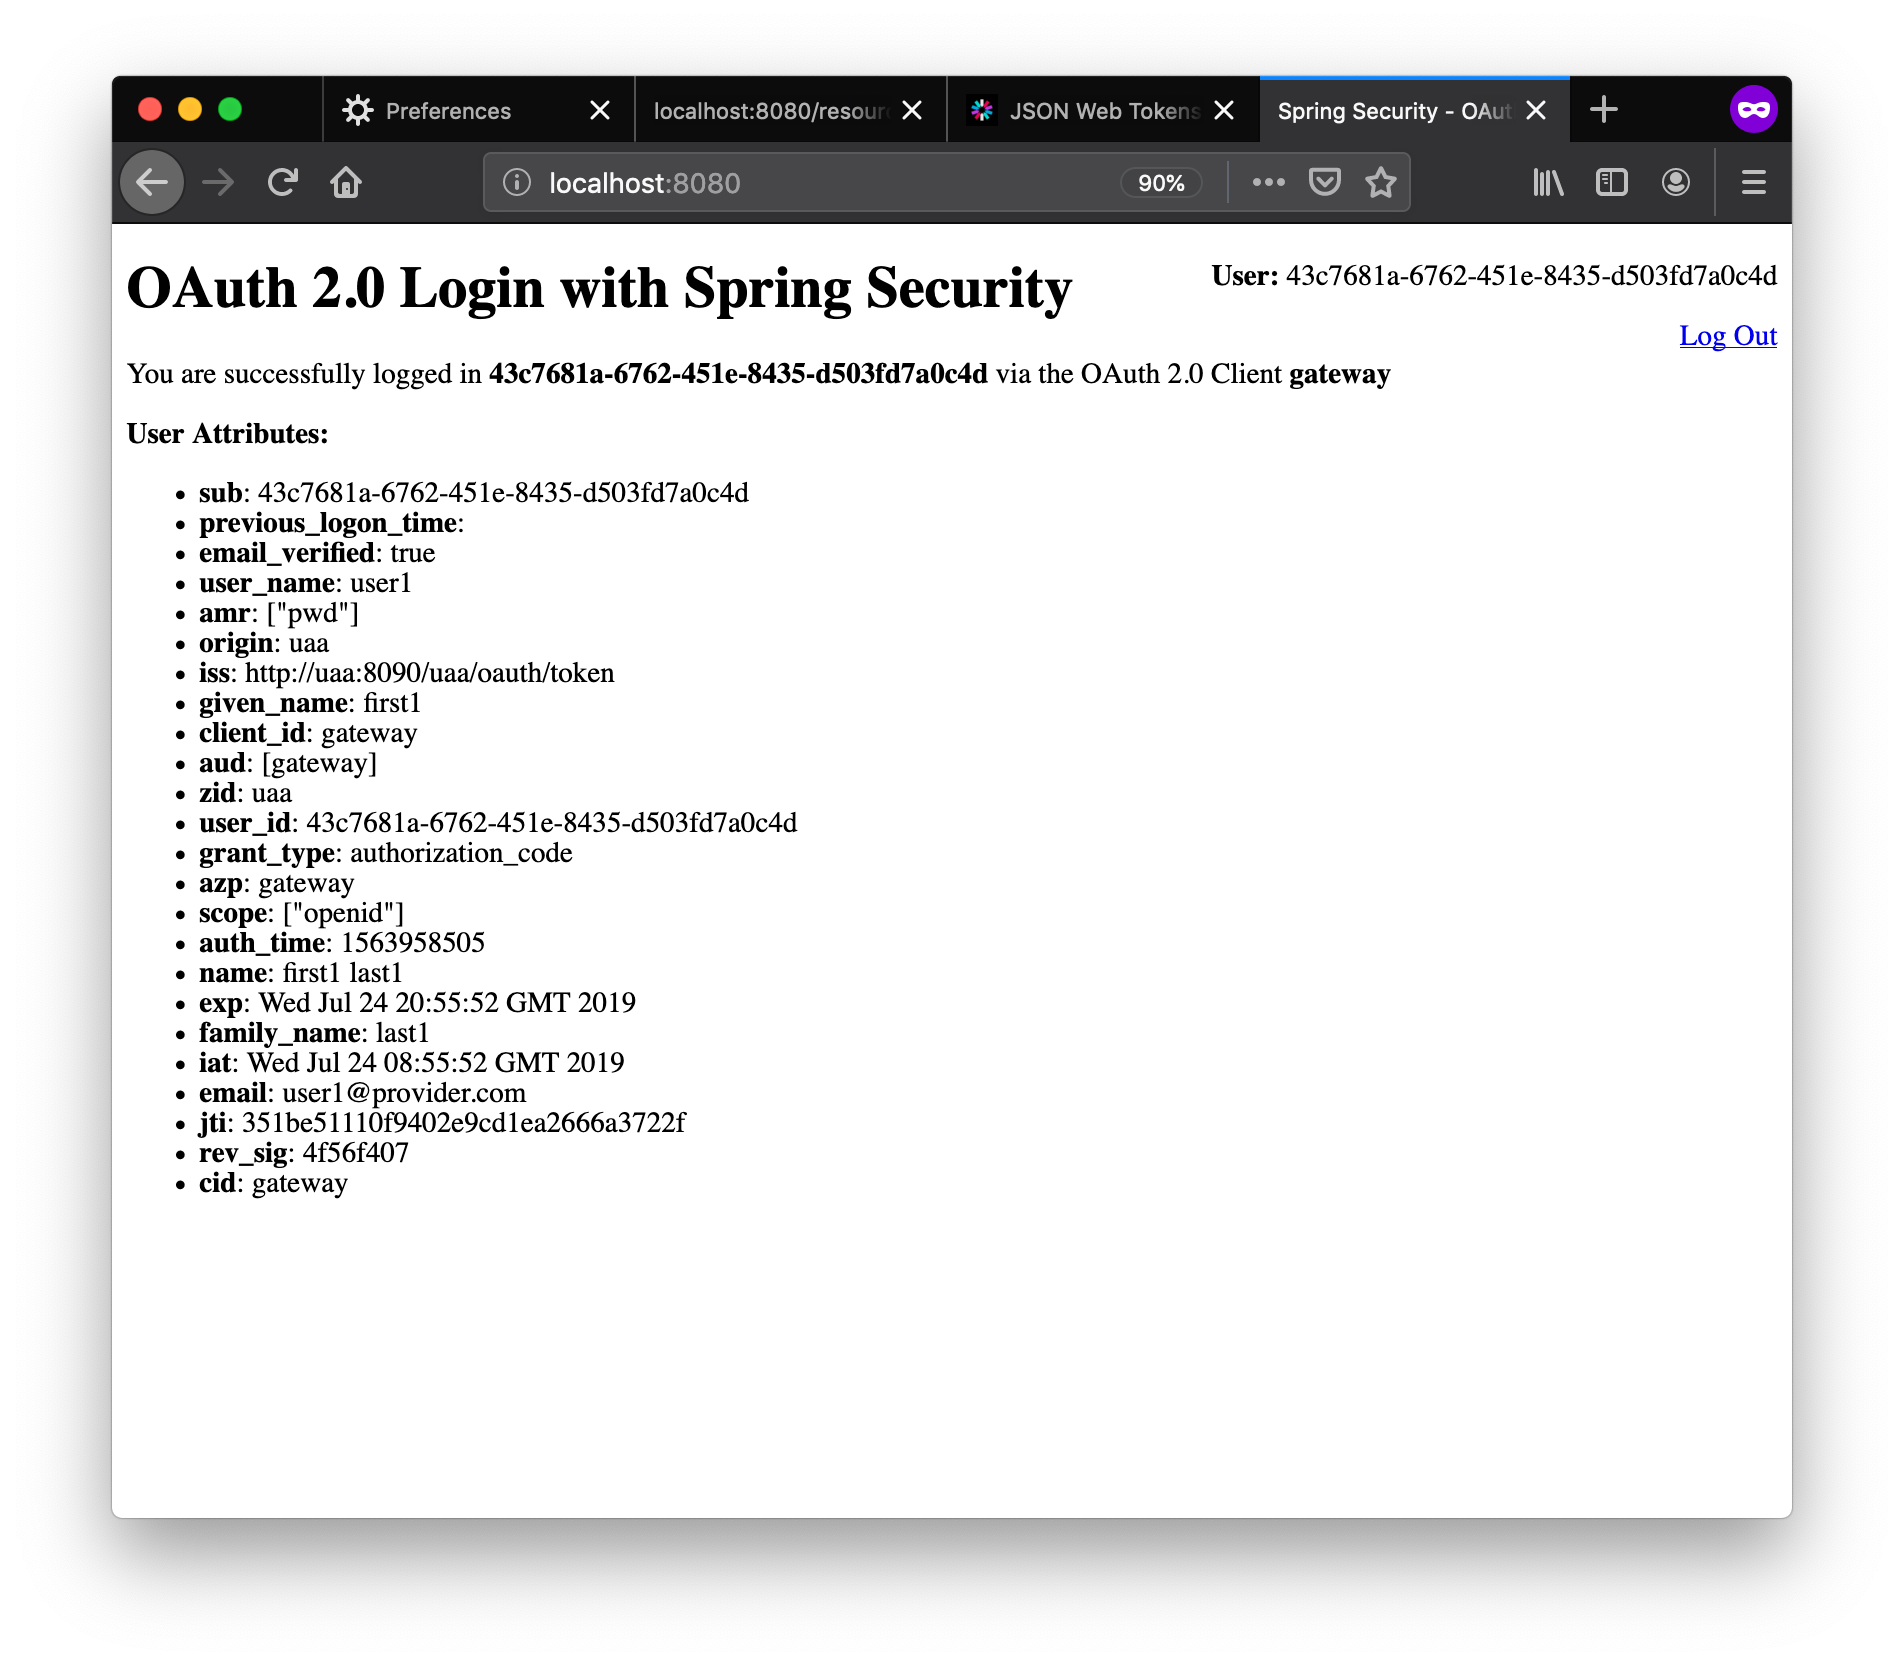 Preferences
localhost:8080/resour
JSON Web Tokens
Spring Security - OAut
localhost:8080
90%
OAuth 2.0 Login with Spring Security
User: 43c7681a-6762-451e-8435-d503fd7a0c4d
Log Out
You are successfully logged in 43c7681a-6762-451e-8435-d503fd7a0c4d via the OAuth 2.0 Client gateway
User Attributes:
• sub: 43c7681a-6762-451e-8435-d503fd7a0c4d
• previous_logon_time:
• email_verified: true
• user_name: user1
• amr: ["pwd"]
• origin: uaa
• iss: http://uaa:8090/uaa/oauth/token
• given_name: first1
• client_id: gateway
• aud: [gateway]
• zid: uaa
• user_id: 43c7681a-6762-451e-8435-d503fd7a0c4d
• grant_type: authorization_code
• azp: gateway
• scope: ["openid"]
• auth_time: 1563958505
• name: first1 last1
• exp: Wed Jul 24 20:55:52 GMT 2019
• family_name: last1
• iat: Wed Jul 24 08:55:52 GMT 2019
• email: user1@provider.com
• jti: 351be51110f9402e9cd1ea2666a3722f
• rev_sig: 4f56f407
• cid: gateway